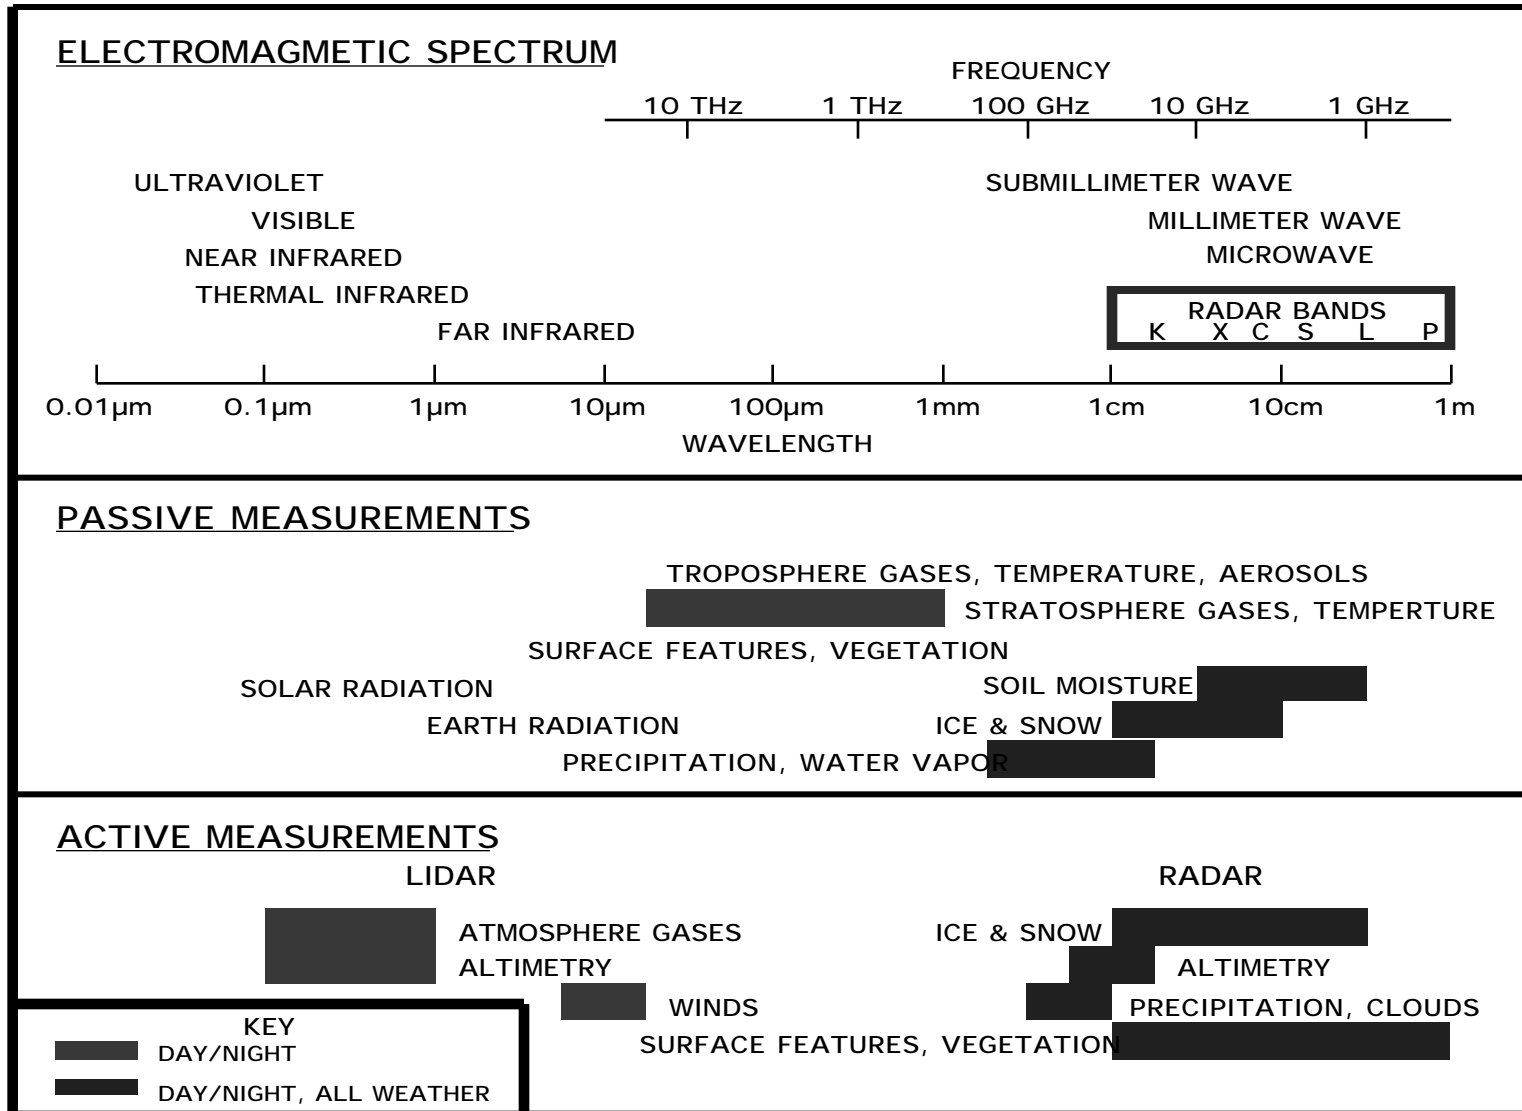 ELECTROMAGMETIC SPECTRUM
FREQUENCY
10 THz 1 THz 100 GHz 10 GHz 1 GHz
ULTRAVIOLET SUBMILLIMETER WAVE
VISIBLE MILLIMETER WAVE
NEAR INFRARED MICROWAVE
THERMAL INFRARED RADAR BANDS
FAR INFRARED K X C S L P
0.01µm 0.1µm 1µm 10µm 100µm 1mm 1cm 10cm 1m
WAVELENGTH
PASSIVE MEASUREMENTS
TROPOSPHERE GASES, TEMPERATURE, AEROSOLS
STRATOSPHERE GASES, TEMPERTURE
SURFACE FEATURES, VEGETATION
SOLAR RADIATION SOIL MOISTURE
EARTH RADIATION ICE & SNOW
PRECIPITATION, WATER VAPOR
ACTIVE MEASUREMENTS
LIDAR RADAR
ATMOSPHERE GASES ICE & SNOW
ALTIMETRY ALTIMETRY
WINDS PRECIPITATION, CLOUDS
SURFACE FEATURES, VEGETATION
KEY
DAY/NIGHT
DAY/NIGHT, ALL WEATHER